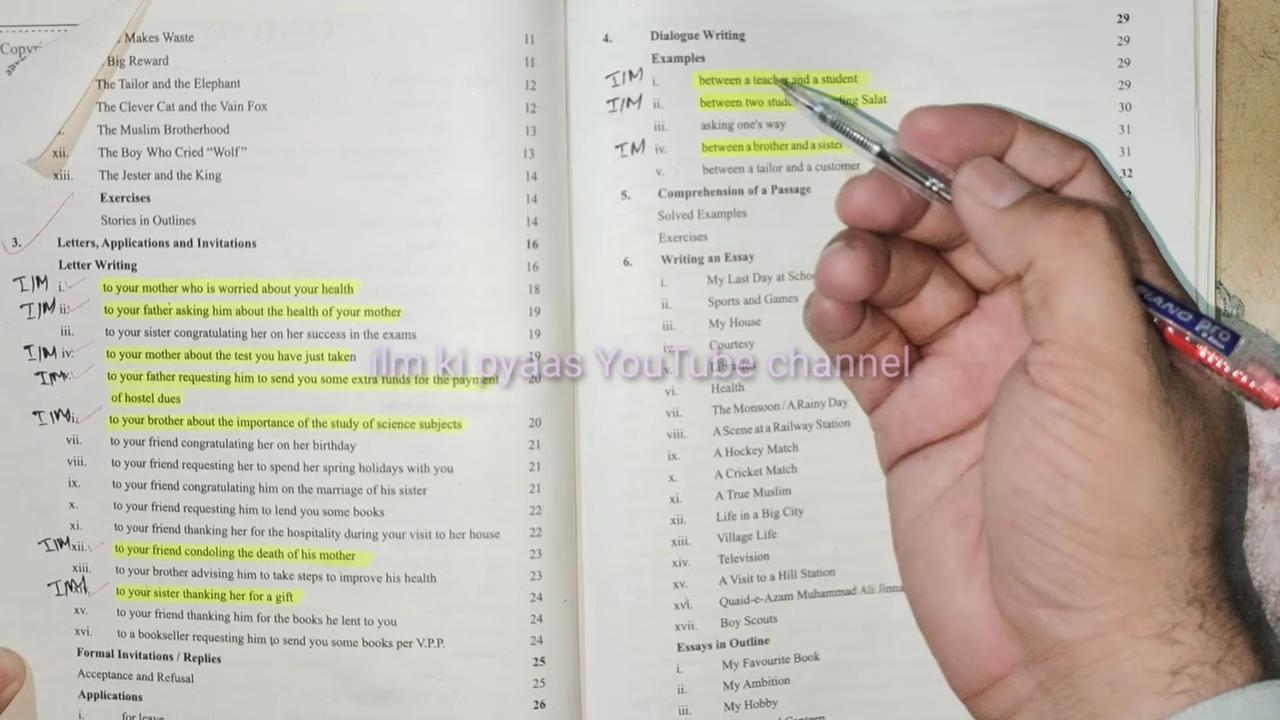 Copyr
Makes Waste 11
Big Reward 11
The Tailor and the Elephant 12
The Clever Cat and the Vain Fox 12
The Muslim Brotherhood 13
xii. The Boy Who Cried “Wolf” 13
xiii. The Jester and the King 14
Exercises 14
Stories in Outlines 14
3. Letters, Applications and Invitations 16
Letter Writing 16
I/M i. to your mother who is worried about your health 18
I/M ii. to your father asking him about the health of your mother 19
iii. to your sister congratulating her on her success in the exams 19
I/M iv. to your mother about the test you have just taken 19
IM to your father requesting him to send you some extra funds for the payment 20
of hostel dues
I/M to your brother about the importance of the study of science subjects 20
vii. to your friend congratulating her on her birthday 21
viii. to your friend requesting her to spend her spring holidays with you 21
ix. to your friend congratulating him on the marriage of his sister 21
x. to your friend requesting him to lend you some books 22
xi. to your friend thanking her for the hospitality during your visit to her house 22
I/M xii. to your friend condoling the death of his mother 23
xiii. to your brother advising him to take steps to improve his health 23
IM to your sister thanking her for a gift 24
xv. to your friend thanking him for the books he lent to you 24
xvi. to a bookseller requesting him to send you some books per V.P.P. 24
Formal Invitations / Replies 25
Acceptance and Refusal 25
Applications 26
i. for leave
29
4. Dialogue Writing 29
Examples 29
I/M i. between a teacher and a student 29
I/M ii. between two Salat 30
iii. asking one's way 31
IM iv. between a brother and a sister 31
v. between a tailor and a customer 32
5. Comprehension of a Passage
Solved Examples
Exercises
6. Writing an Essay
i. My Last Day at Schoo
ii. Sports and Games
iii. My House
iv. Courtesy
v.
vi. Health
vii. The Monsoon / A Rainy Day
viii. A Scene at a Railway Station
ix. A Hockey Match
x. A Cricket Match
xi. A True Muslim
xii. Life in a Big City
xiii. Village Life
xiv. Television
xv. A Visit to a Hill Station
xvi. Quaid-e-Azam Muhammad Ali Jinna
xvii. Boy Scouts
Essays in Outline
i. My Favourite Book
ii. My Ambition
iii. My Hobby
ilm ki pyaas YouTube channel
PIANO pro